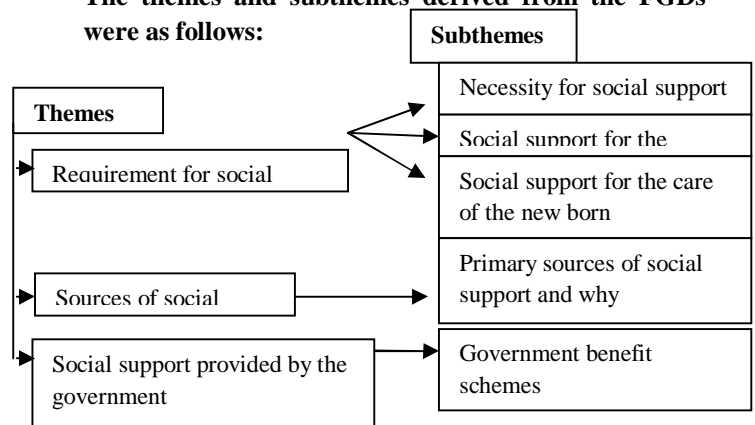 The themes and subthemes derived from the FGDs
were as follows:
Subthemes
Themes
Necessity for social support
Social support for the
Requirement for social
Social support for the care
of the new born
Sources of social
Primary sources of social
support and why
Social support provided by the
government
Government benefit
schemes